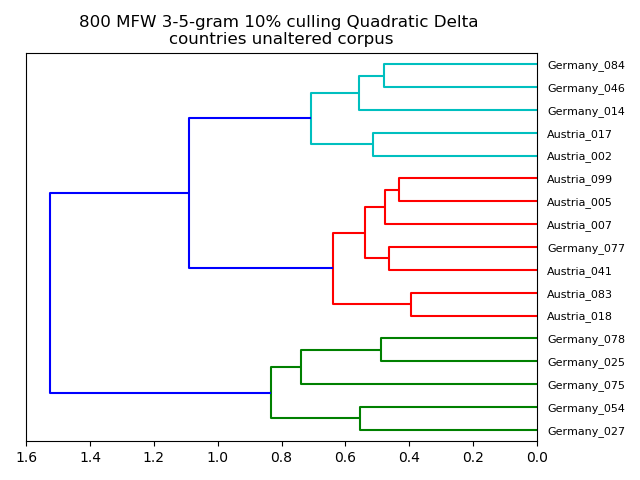 800 MFW 3-5-gram 10% culling Quadratic Delta
countries unaltered corpus
Germany_084
Germany_046
Germany_014
Austria_017
Austria_002
Austria_099
Austria_005
Austria_007
Germany_077
Austria_041
Austria_083
Austria_018
Germany_078
Germany_025
Germany_075
Germany_054
Germany_027
1.6 1.4 1.2 1.0 0.8 0.6 0.4 0.2 0.0